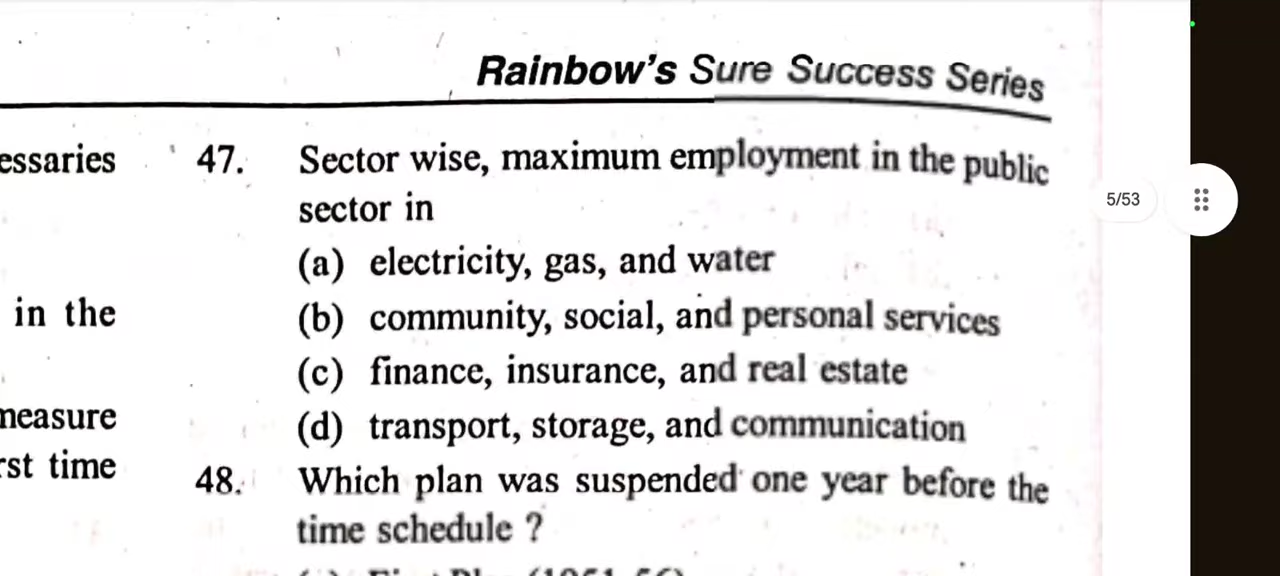 Rainbow's Sure Success Series
essaries
in the
measure
rst time
47. Sector wise, maximum employment in the public
sector in
(a) electricity, gas, and water
(b) community, social, and personal services
(c) finance, insurance, and real estate
(d) transport, storage, and communication
48. Which plan was suspended one year before the
time schedule ?
5/53